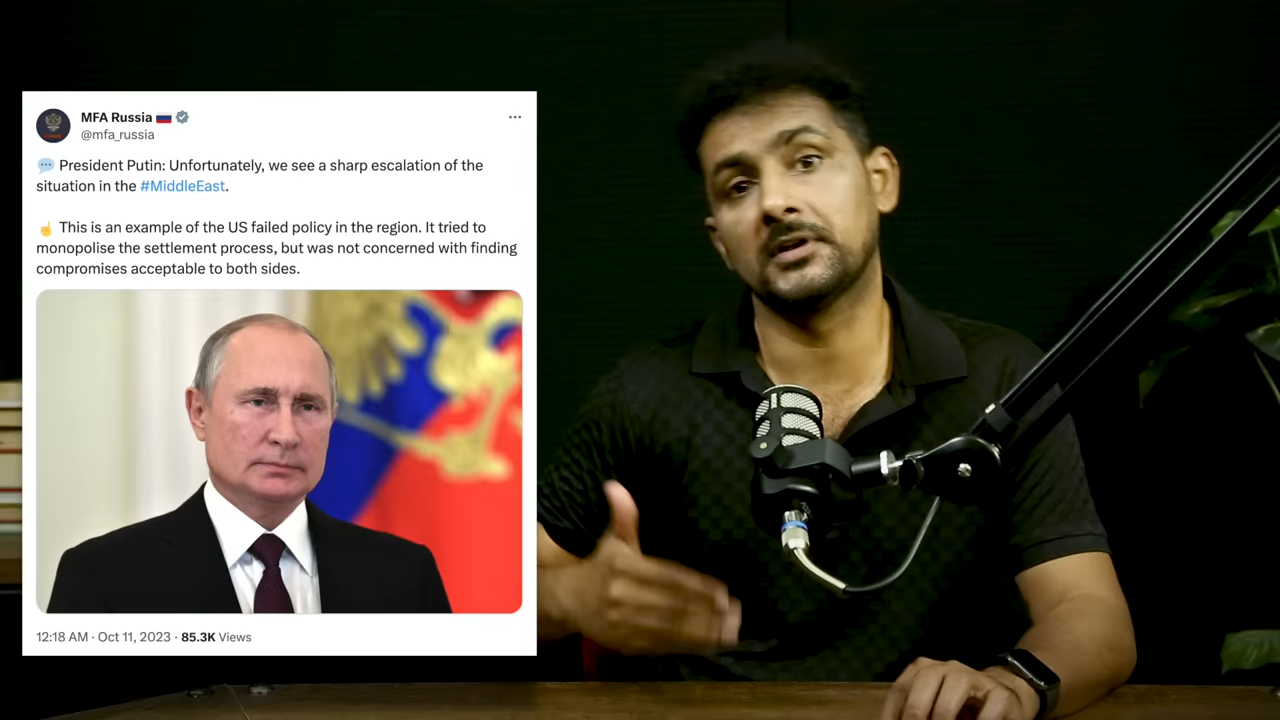 MFA Russia 🇷🇺
@mfa_russia
💬 President Putin: Unfortunately, we see a sharp escalation of the
situation in the #MiddleEast.
☝ This is an example of the US failed policy in the region. It tried to
monopolise the settlement process, but was not concerned with finding
compromises acceptable to both sides.
12:18 AM · Oct 11, 2023 · 85.3K Views